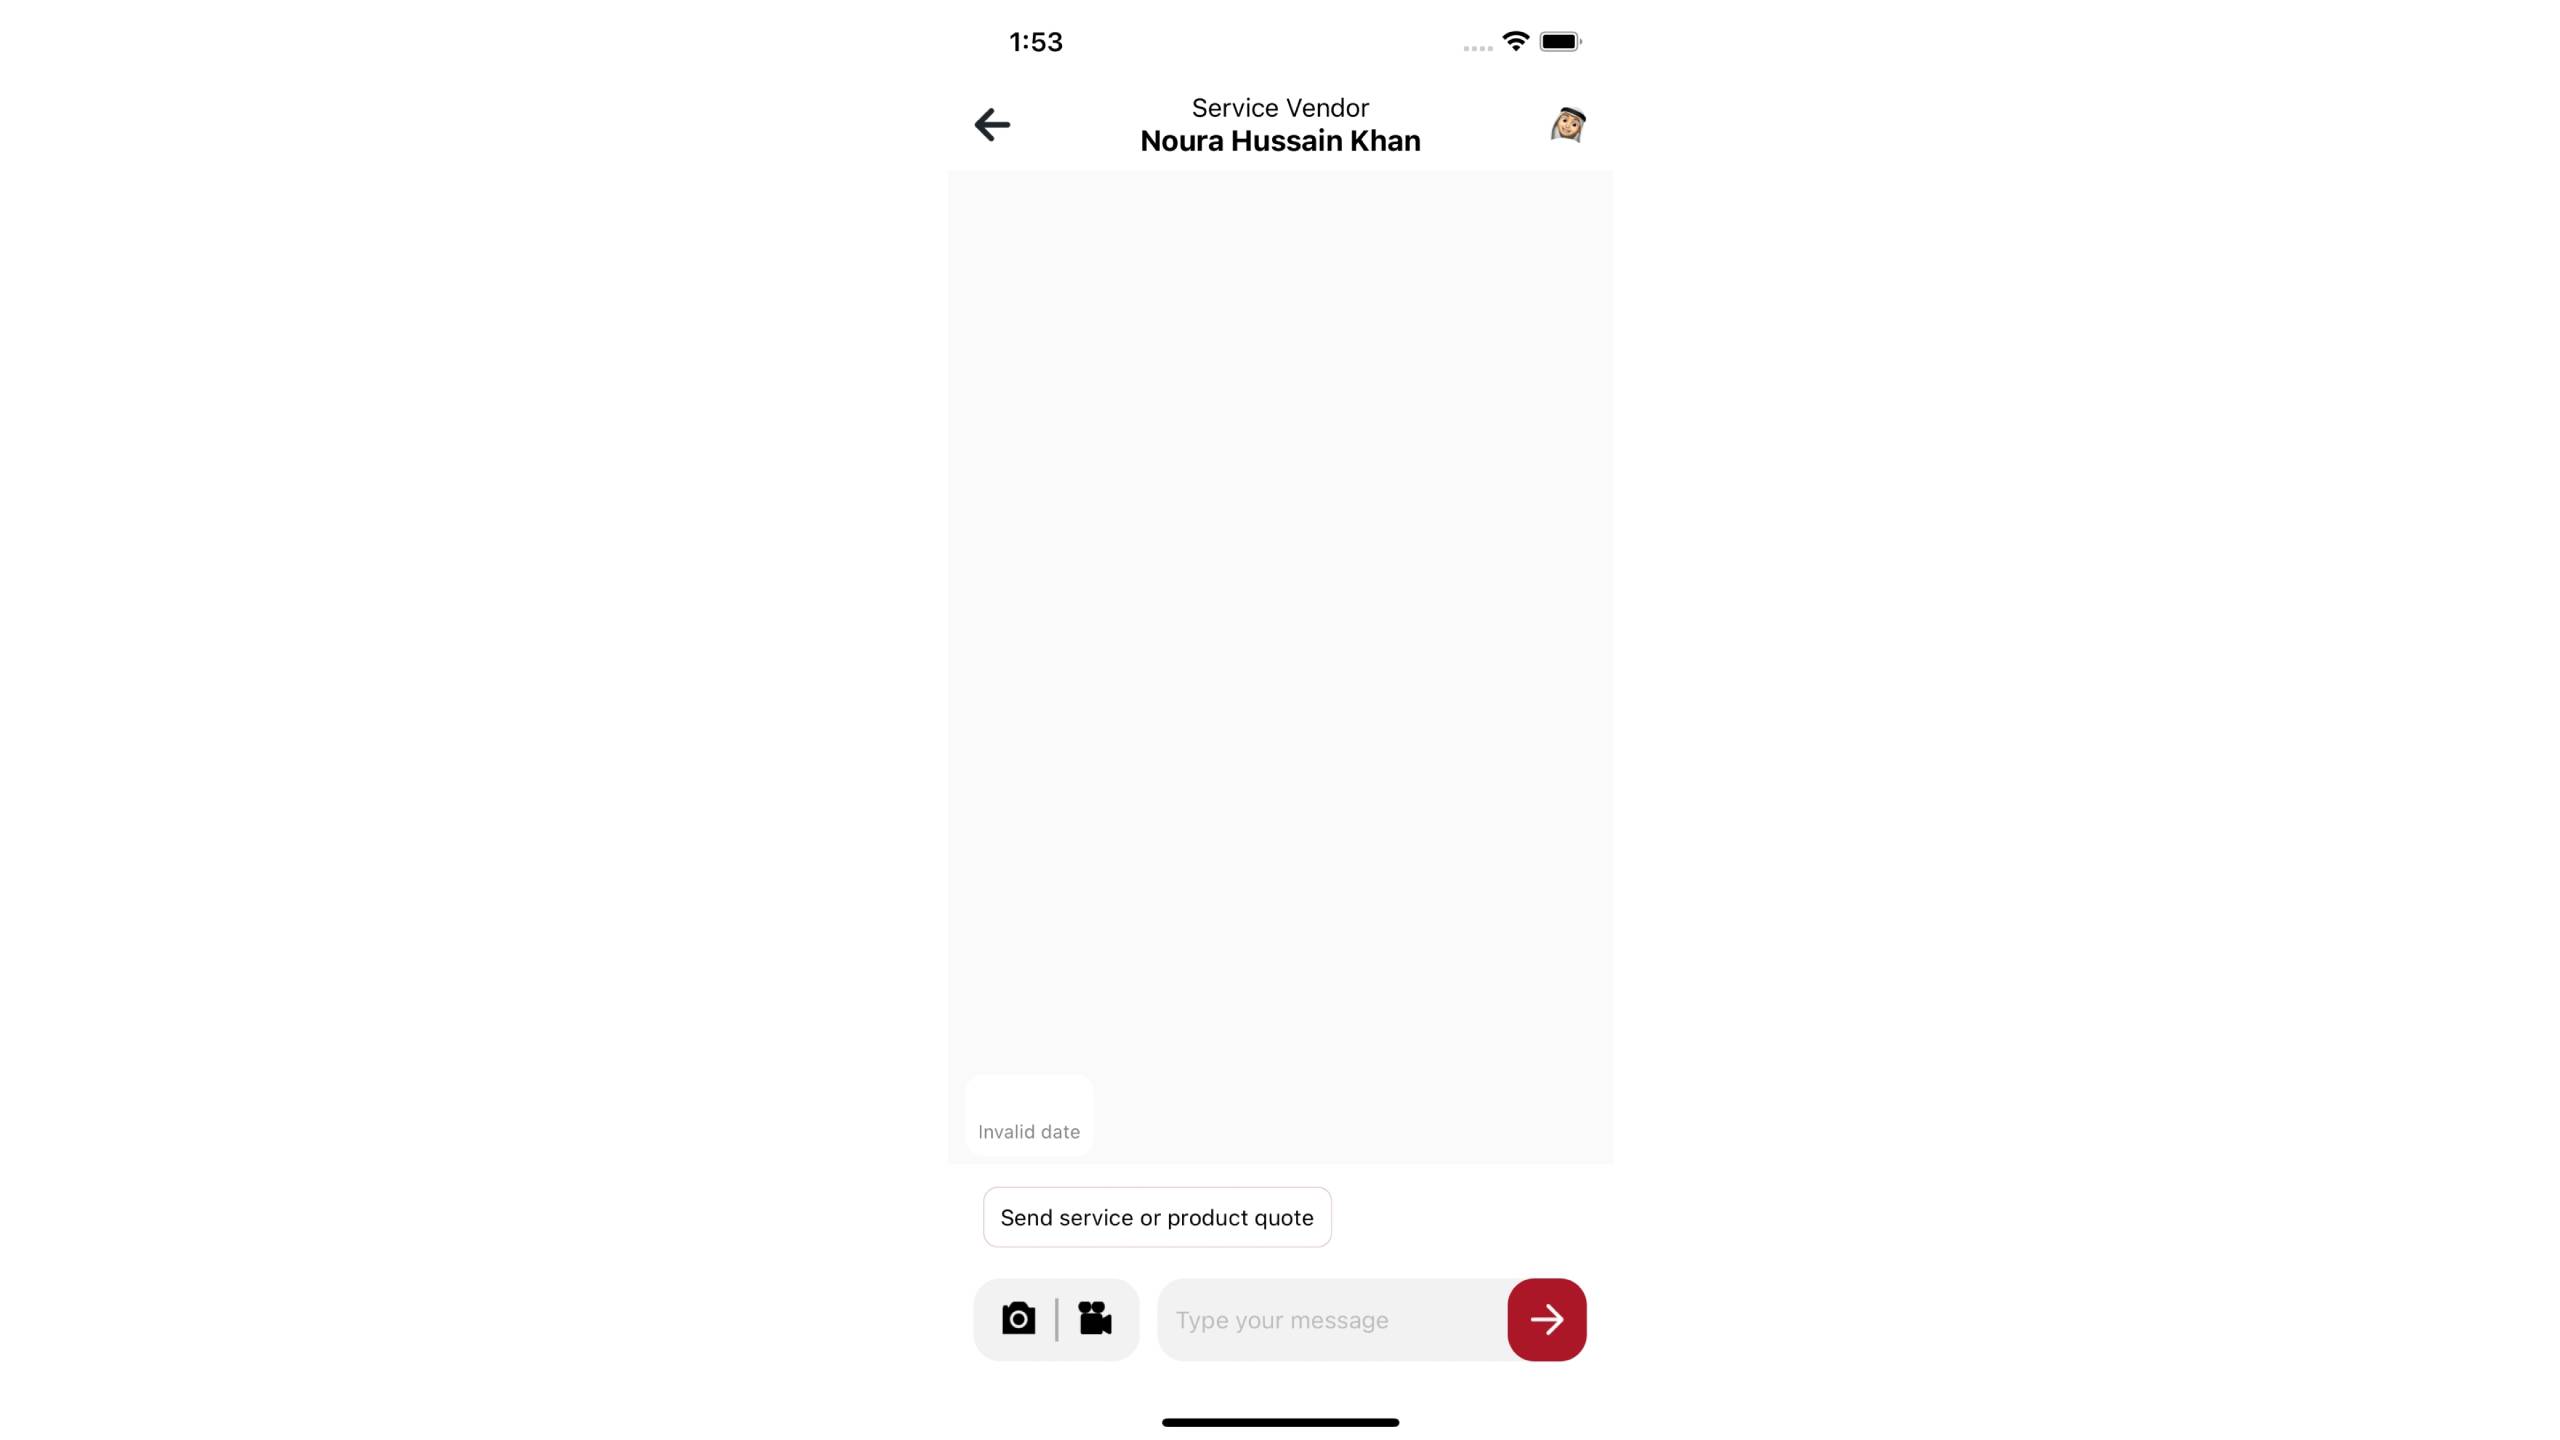 1:53
Service Vendor
Noura Hussain Khan
Invalid date
Send service or product quote
Type your message